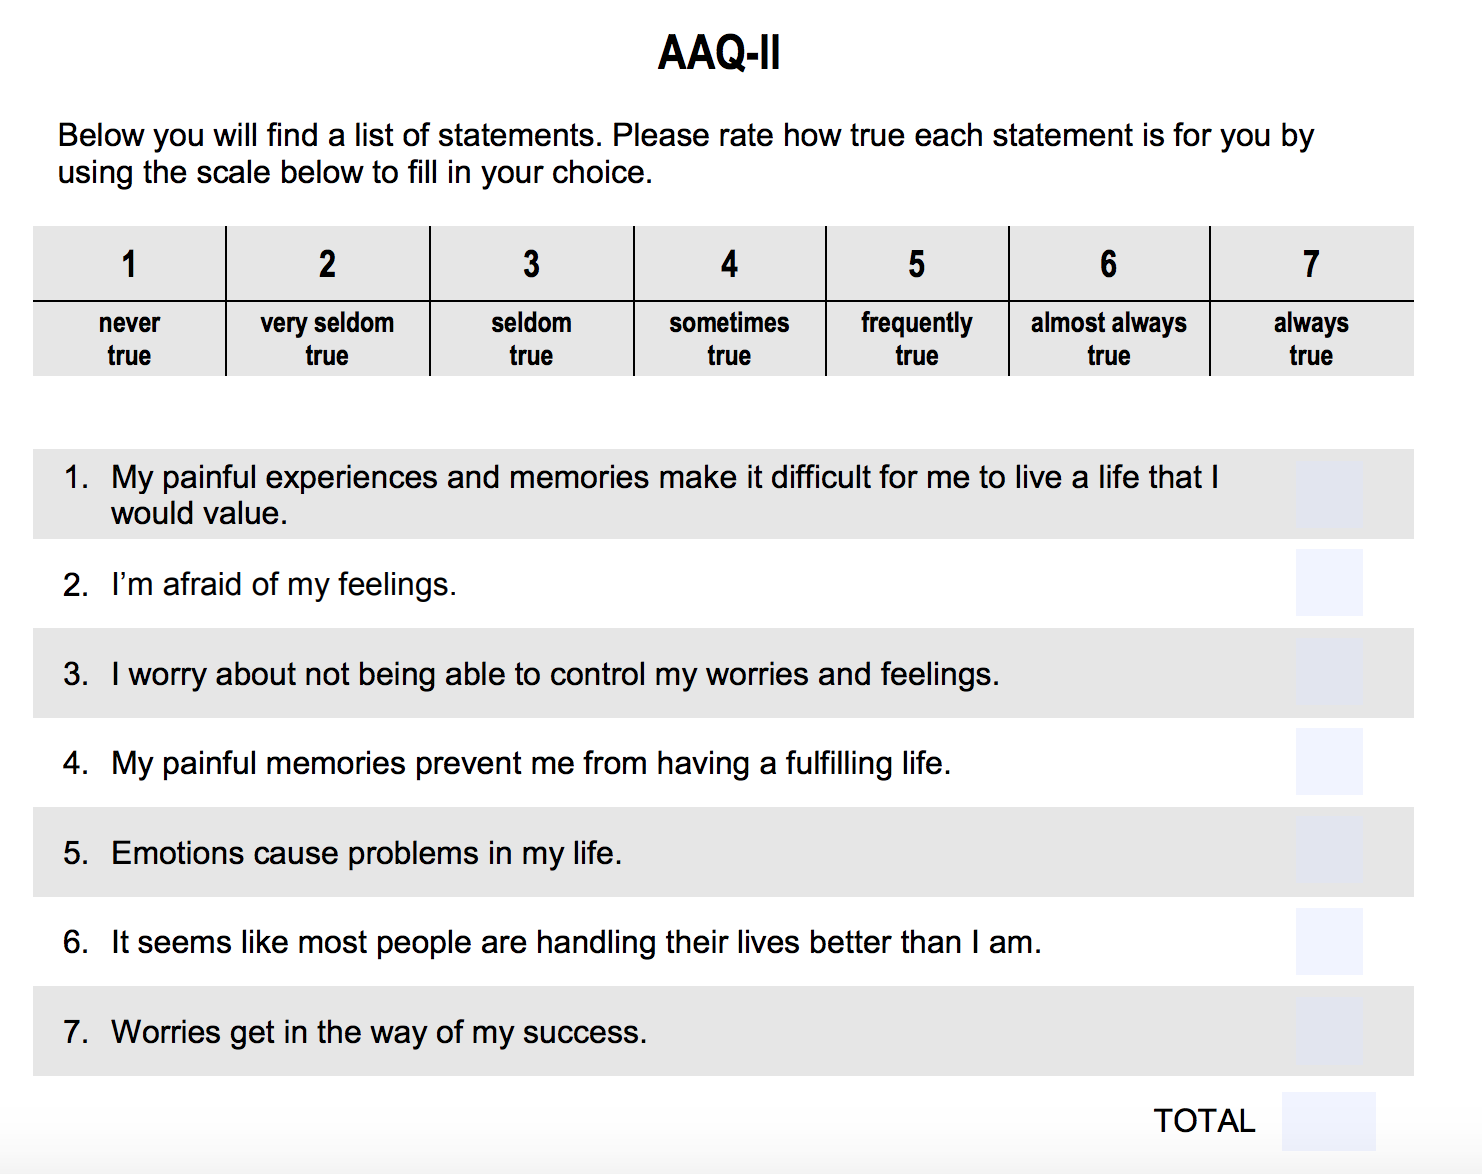 AAQ-II
Below you will find a list of statements. Please rate how true each statement is for you by
using the scale below to fill in your choice.
1 2 3 4 5 6 7
never true very seldom true seldom true sometimes true frequently true almost always true always true
1. My painful experiences and memories make it difficult for me to live a life that I
would value.
2. I’m afraid of my feelings.
3. I worry about not being able to control my worries and feelings.
4. My painful memories prevent me from having a fulfilling life.
5. Emotions cause problems in my life.
6. It seems like most people are handling their lives better than I am.
7. Worries get in the way of my success.
TOTAL